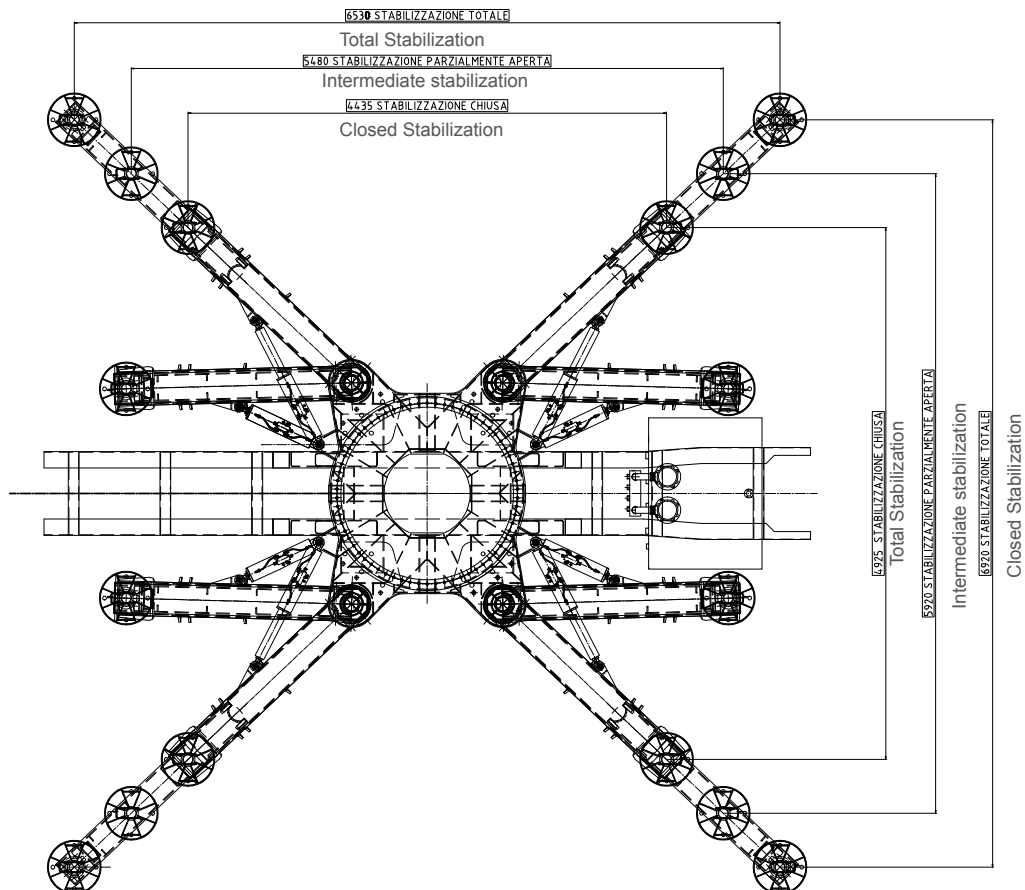 6530 STABILIZZAZIONE TOTALE
Total Stabilization
5480 STABILIZZAZIONE PARZIALMENTE APERTA
Intermediate stabilization
4435 STABILIZZAZIONE CHIUSA
Closed Stabilization
4925 STABILIZZAZIONE CHIUSA
Total Stabilization
5920 STABILIZZAZIONE PARZIALMENTE APERTA
Intermediate stabilization
6920 STABILIZZAZIONE TOTALE
Closed Stabilization